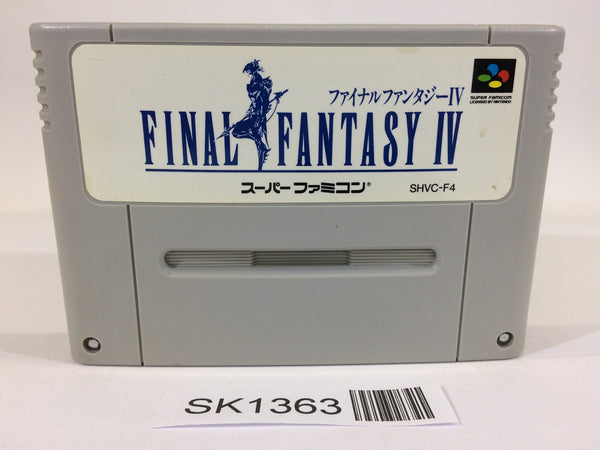 ファイナルファンタジーIV
SUPER FAMICOM
LICENSED BY NINTENDO
FINAL FANTASY IV
スーパーファミコン®
SHVC-F4
SK1363